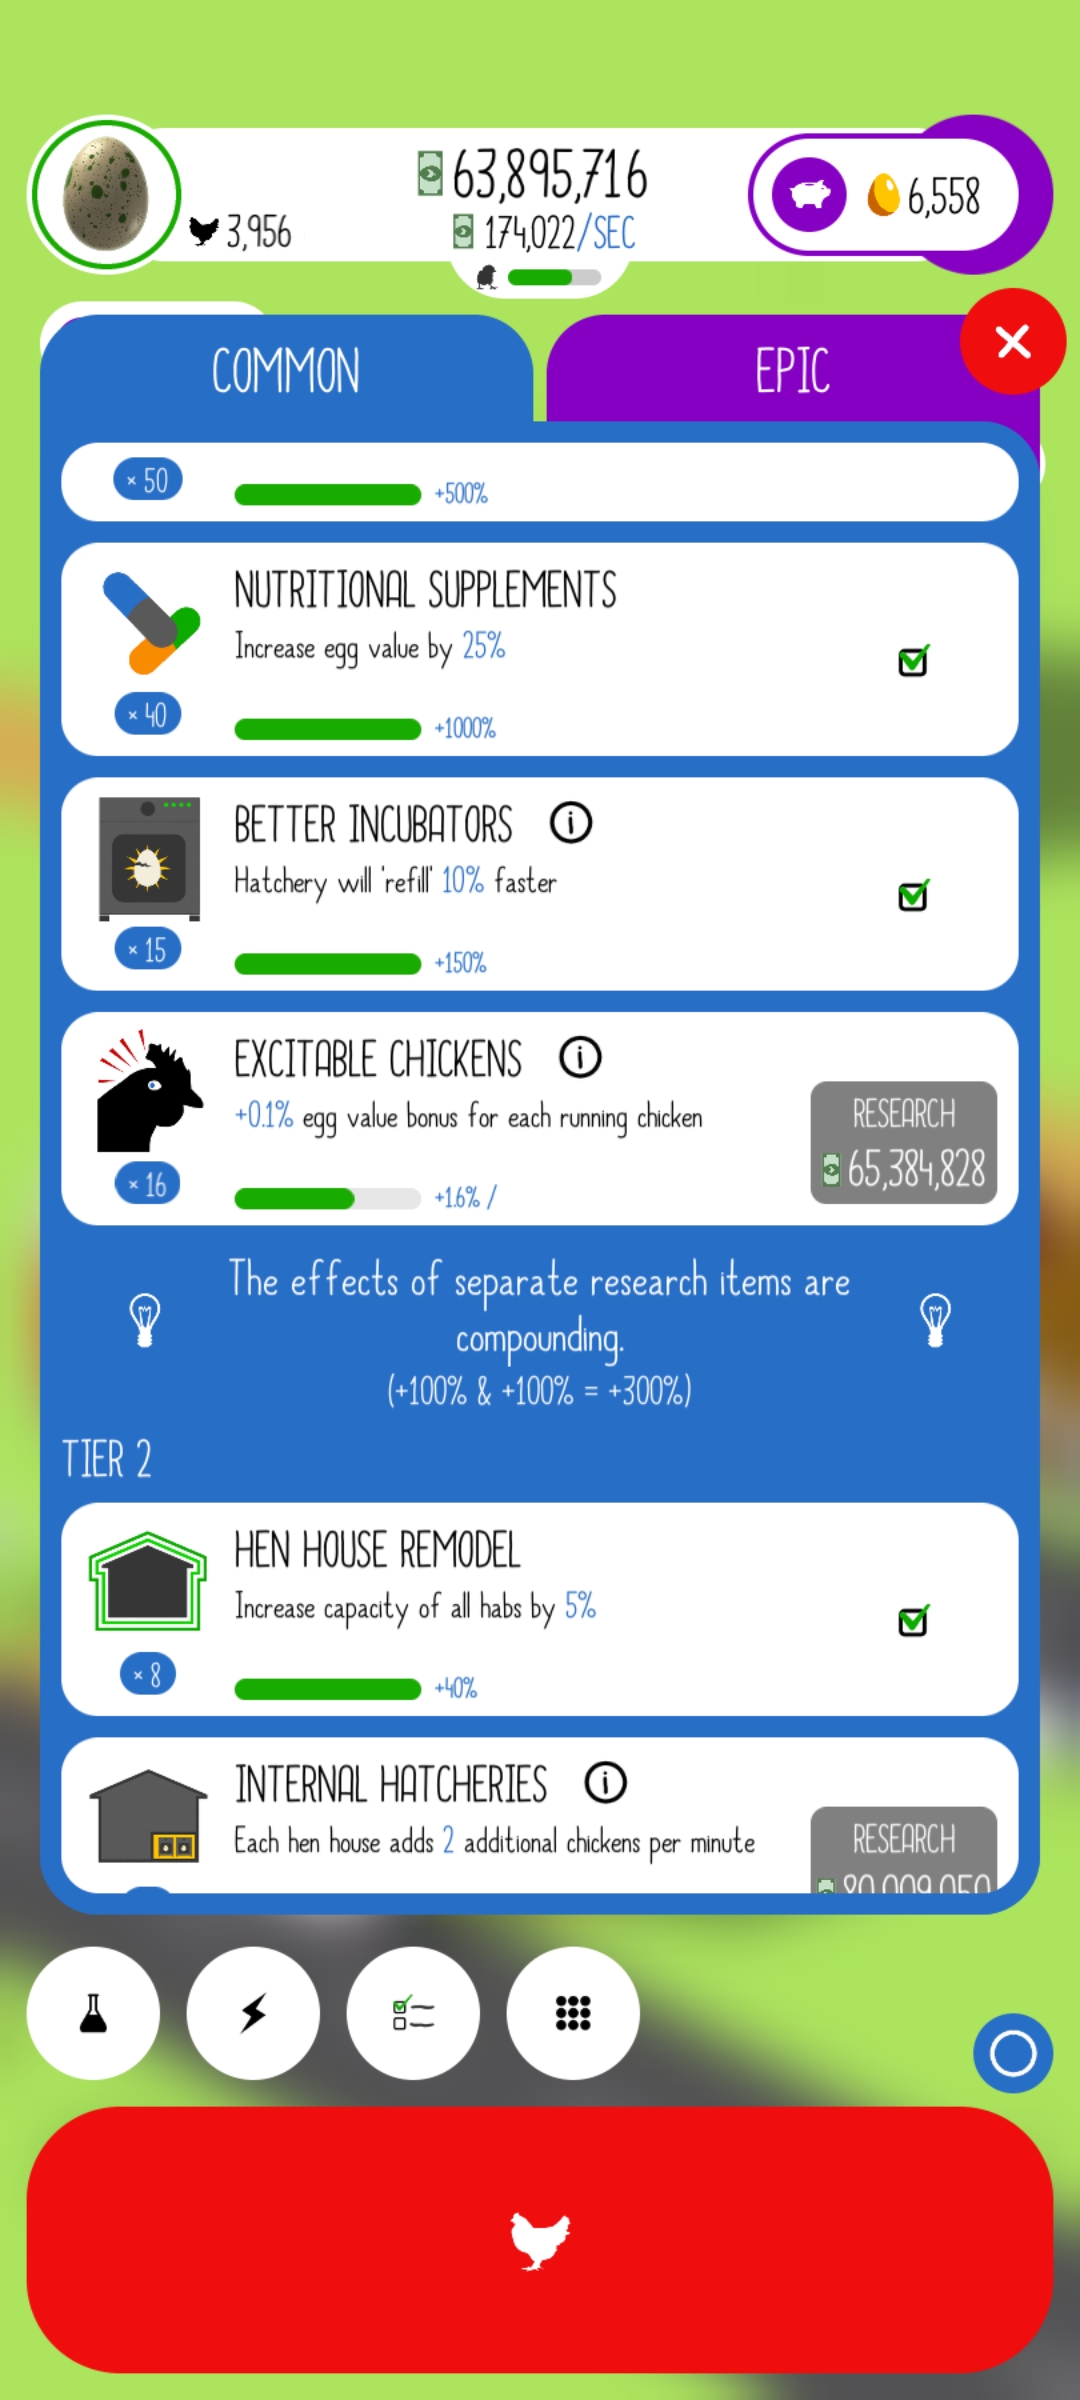 63,895,716
3,956
174,022/SEC
6,558
COMMON
EPIC
× 50
+500%
NUTRITIONAL SUPPLEMENTS
Increase egg value by 25%
× 40
+1000%
BETTER INCUBATORS
Hatchery will 'refill' 10% faster
× 15
+150%
EXCITABLE CHICKENS
+0.1% egg value bonus for each running chicken
RESEARCH
65,384,828
× 16
+1.6% /
The effects of separate research items are
compounding.
(+100% & +100% = +300%)
TIER 2
HEN HOUSE REMODEL
Increase capacity of all habs by 5%
× 8
+40%
INTERNAL HATCHERIES
Each hen house adds 2 additional chickens per minute
RESEARCH